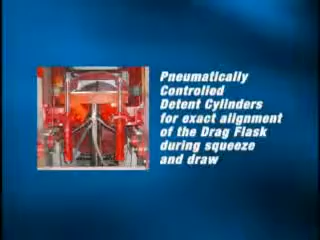 Pneumatically
Controlled
Detent Cylinders
for exact alignment
of the Drag Flask
during squeeze
and draw